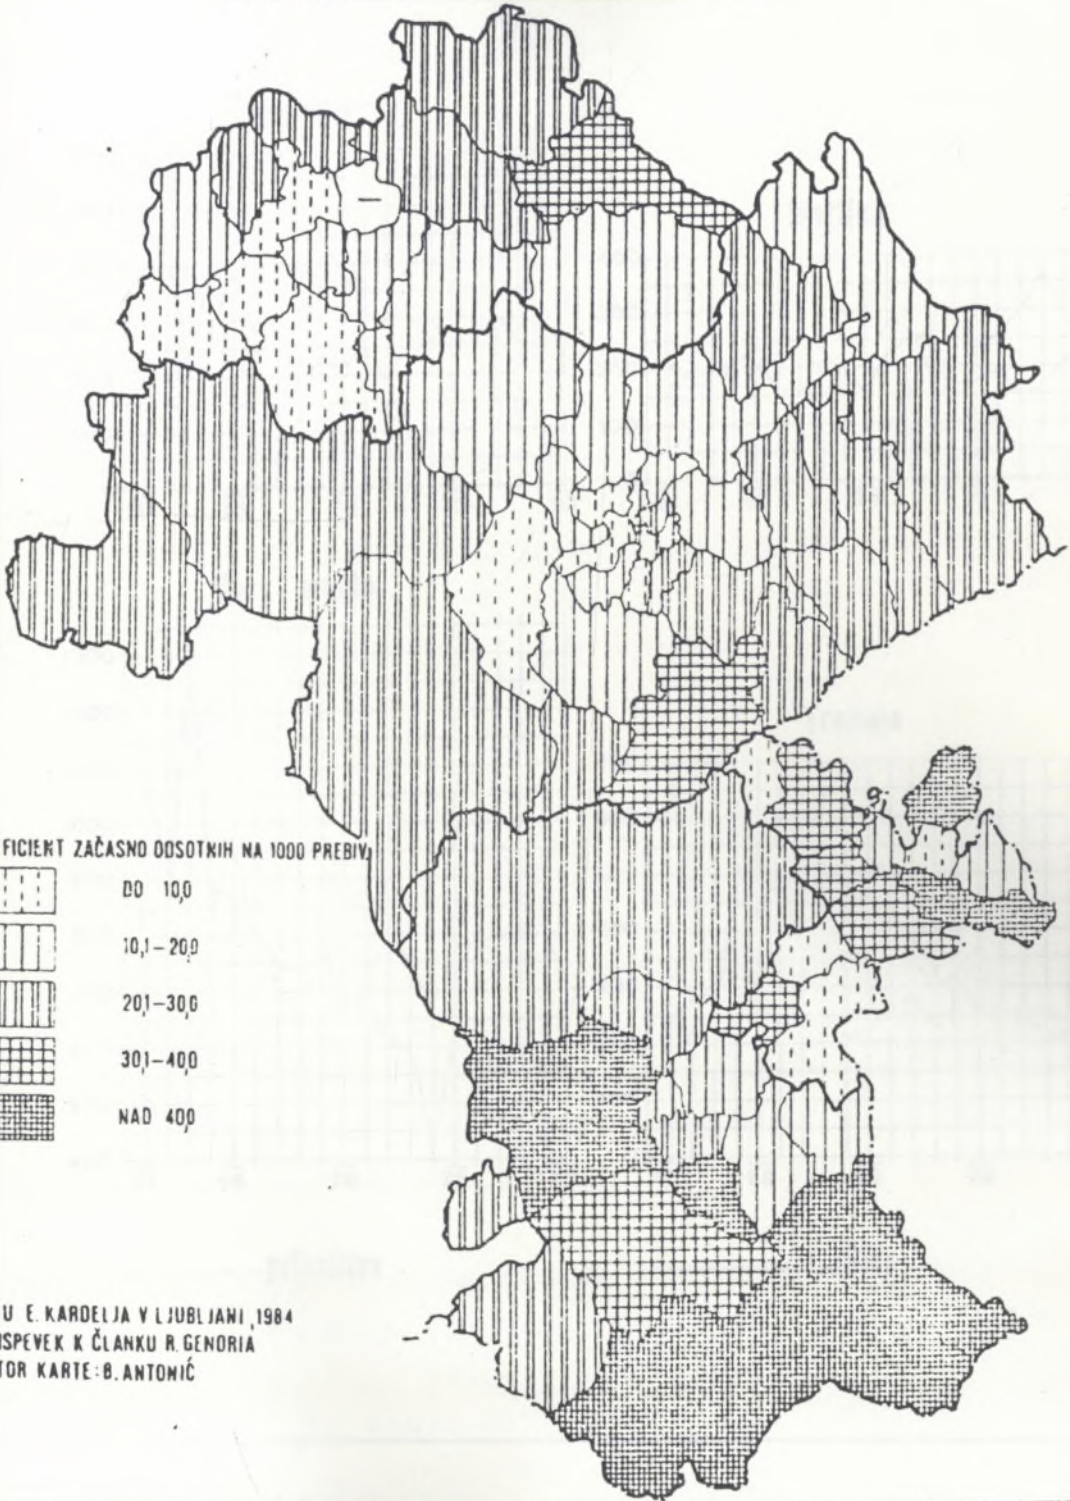 FICIENT ZAČASNO ODSOTNIH NA 1000 PREBIV.
DO 10,0
10,1–20,0
20,1–30,0
30,1–40,0
NAD 40,0
U E. KARDELJA V LJUBLJANI, 1984
ISPEVEK K ČLANKU R. GENORIA
TOR KARTE: B. ANTONIĆ